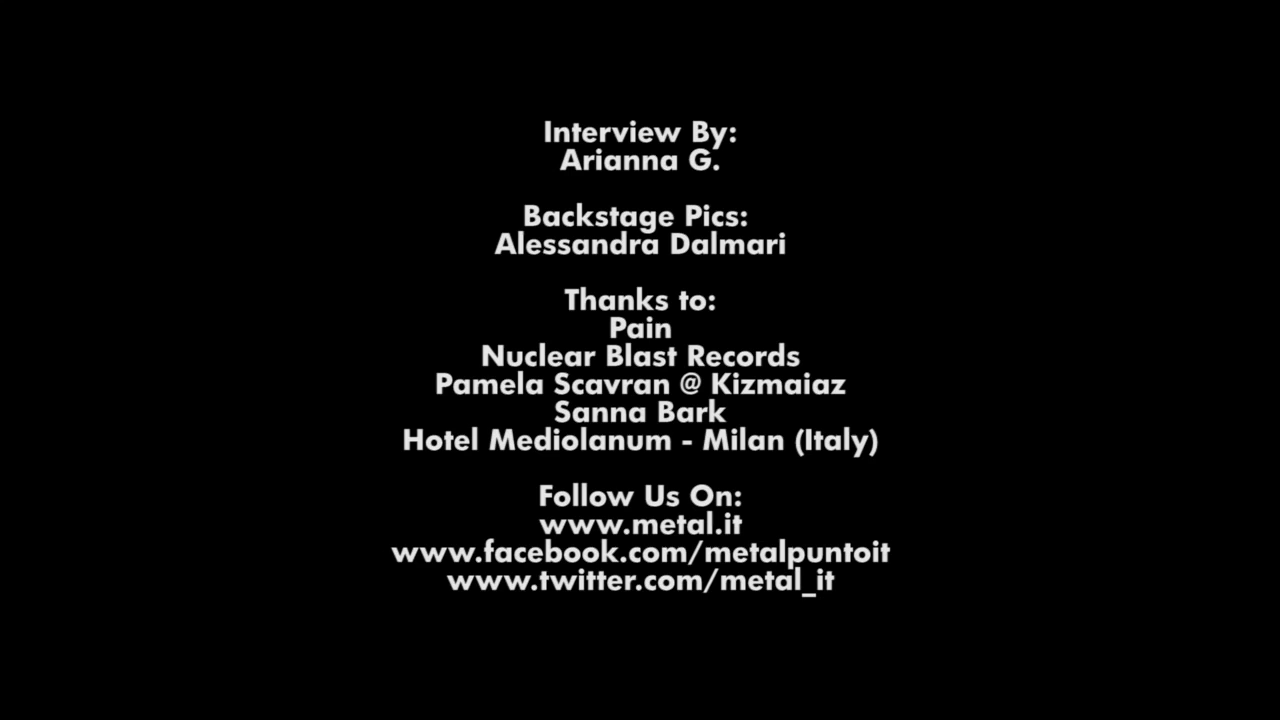 Interview By:
Arianna G.
Backstage Pics:
Alessandra Dalmari
Thanks to:
Pain
Nuclear Blast Records
Pamela Scavran @ Kizmaiaz
Sanna Bark
Hotel Mediolanum - Milan (Italy)
Follow Us On:
www.metal.it
www.facebook.com/metalpuntoit
www.twitter.com/metal_it